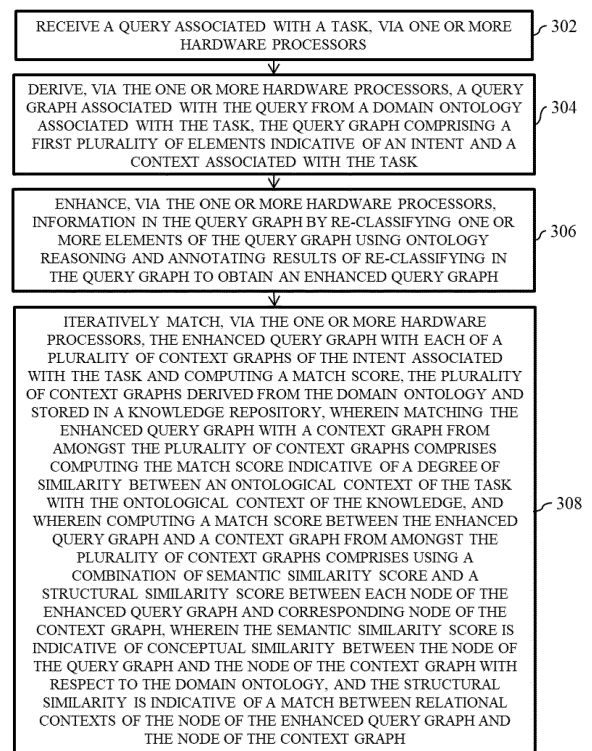 RECEIVE A QUERY ASSOCIATED WITH A TASK, VIA ONE OR MORE
HARDWARE PROCESSORS
302
DERIVE, VIA THE ONE OR MORE HARDWARE PROCESSORS, A QUERY
GRAPH ASSOCIATED WITH THE QUERY FROM A DOMAIN ONTOLOGY
ASSOCIATED WITH THE TASK, THE QUERY GRAPH COMPRISING A
FIRST PLURALITY OF ELEMENTS INDICATIVE OF AN INTENT AND A
CONTEXT ASSOCIATED WITH THE TASK
304
ENHANCE, VIA THE ONE OR MORE HARDWARE PROCESSORS,
INFORMATION IN THE QUERY GRAPH BY RE-CLASSIFYING ONE OR
MORE ELEMENTS OF THE QUERY GRAPH USING ONTOLOGY
REASONING AND ANNOTATING RESULTS OF RE-CLASSIFYING IN
THE QUERY GRAPH TO OBTAIN AN ENHANCED QUERY GRAPH
306
ITERATIVELY MATCH, VIA THE ONE OR MORE HARDWARE
PROCESSORS, THE ENHANCED QUERY GRAPH WITH EACH OF A
PLURALITY OF CONTEXT GRAPHS OF THE INTENT ASSOCIATED
WITH THE TASK AND COMPUTING A MATCH SCORE, THE PLURALITY
OF CONTEXT GRAPHS DERIVED FROM THE DOMAIN ONTOLOGY AND
STORED IN A KNOWLEDGE REPOSITORY, WHEREIN MATCHING THE
ENHANCED QUERY GRAPH WITH A CONTEXT GRAPH FROM
AMONGST THE PLURALITY OF CONTEXT GRAPHS COMPRISES
COMPUTING THE MATCH SCORE INDICATIVE OF A DEGREE OF
SIMILARITY BETWEEN AN ONTOLOGICAL CONTEXT OF THE TASK
WITH THE ONTOLOGICAL CONTEXT OF THE KNOWLEDGE, AND
WHEREIN COMPUTING A MATCH SCORE BETWEEN THE ENHANCED
QUERY GRAPH AND A CONTEXT GRAPH FROM AMONGST THE
PLURALITY OF CONTEXT GRAPHS COMPRISES USING A
COMBINATION OF SEMANTIC SIMILARITY SCORE AND A
STRUCTURAL SIMILARITY SCORE BETWEEN EACH NODE OF THE
ENHANCED QUERY GRAPH AND CORRESPONDING NODE OF THE
CONTEXT GRAPH, WHEREIN THE SEMANTIC SIMILARITY SCORE IS
INDICATIVE OF CONCEPTUAL SIMILARITY BETWEEN THE NODE OF
THE QUERY GRAPH AND THE NODE OF THE CONTEXT GRAPH WITH
RESPECT TO THE DOMAIN ONTOLOGY, AND THE STRUCTURAL
SIMILARITY IS INDICATIVE OF A MATCH BETWEEN RELATIONAL
CONTEXTS OF THE NODE OF THE ENHANCED QUERY GRAPH AND
THE NODE OF THE CONTEXT GRAPH
308